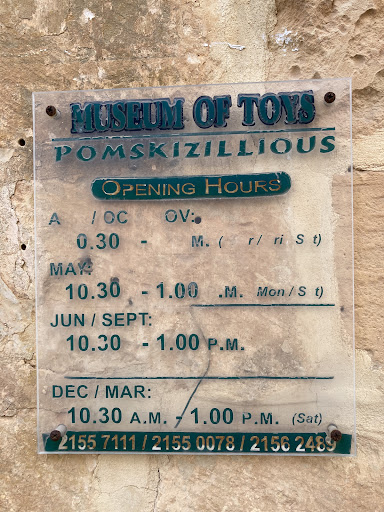 MUSEUM OF TOYS
POMSKIZILLIOUS
OPENING HOURS
A / OC OV:
0.30 - M. ( r / ri S t)
MAY:
10.30 - 1.00 .M. Mon / S t)
JUN / SEPT:
10.30 - 1.00 P.M.
DEC / MAR:
10.30 A.M. - 1.00 P.M. (Sat)
2155 7111 / 2155 0078 / 2156 2489